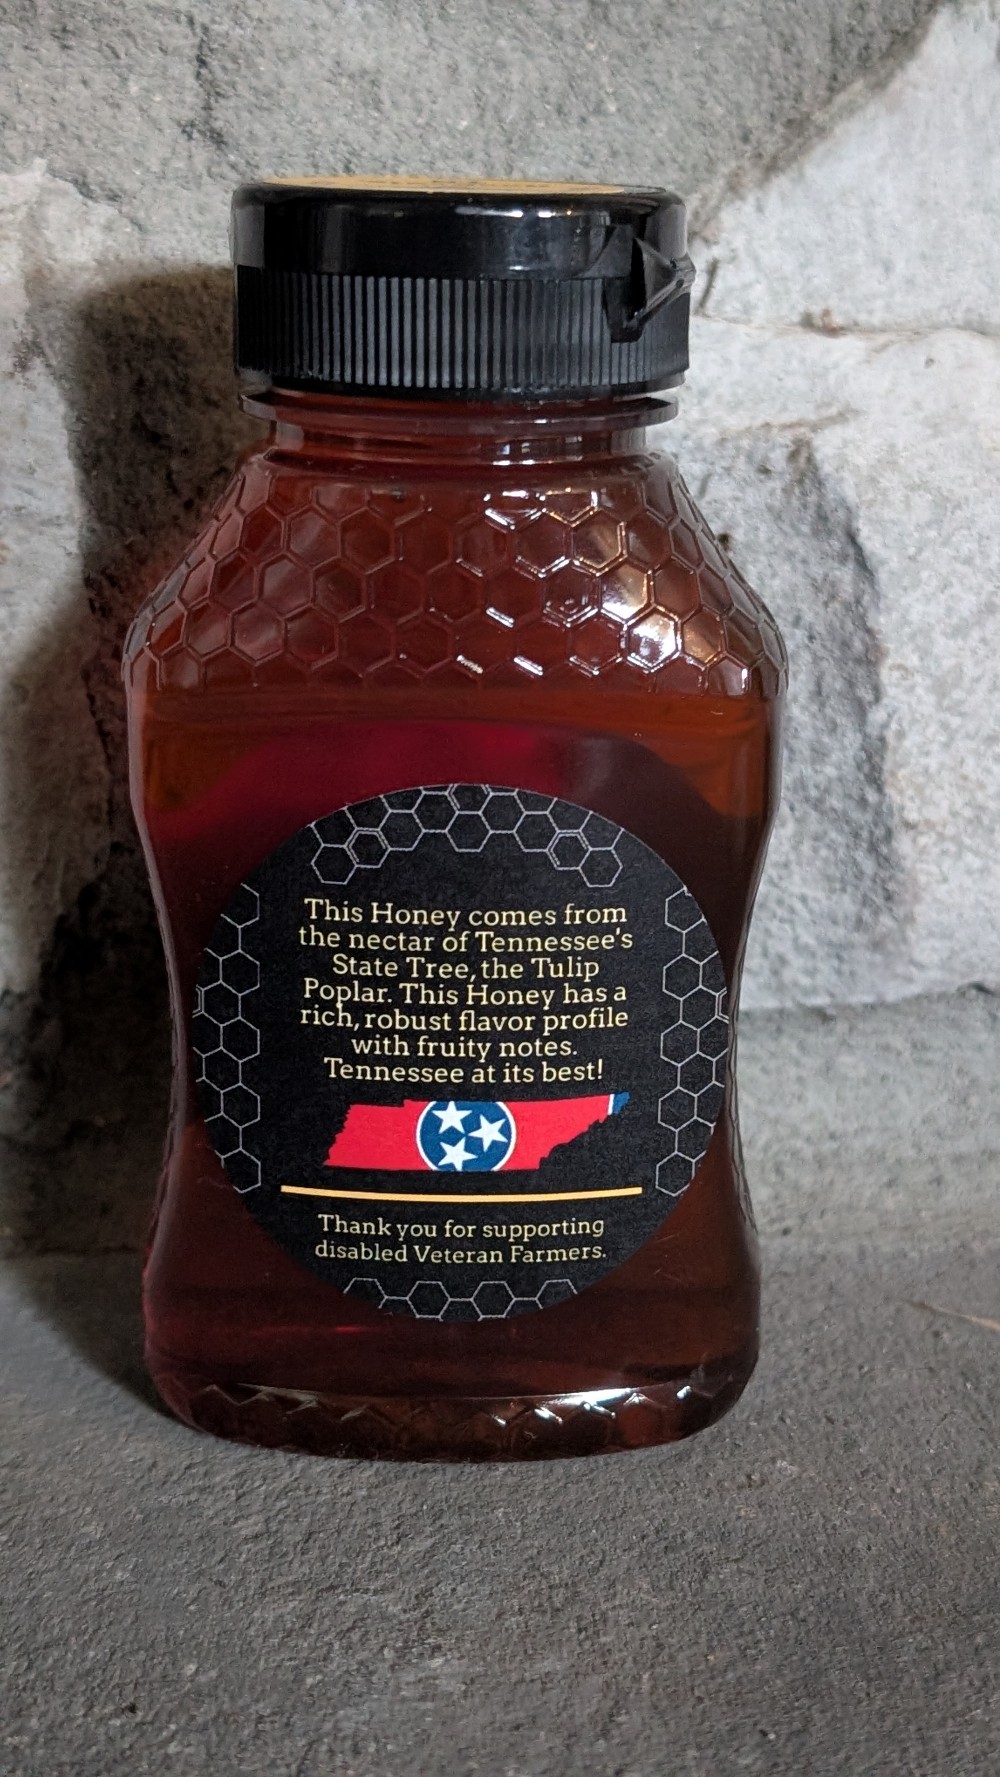 This Honey comes from
the nectar of Tennessee's
State Tree, the Tulip
Poplar. This Honey has a
rich, robust flavor profile
with fruity notes.
Tennessee at its best!
Thank you for supporting
disabled Veteran Farmers.